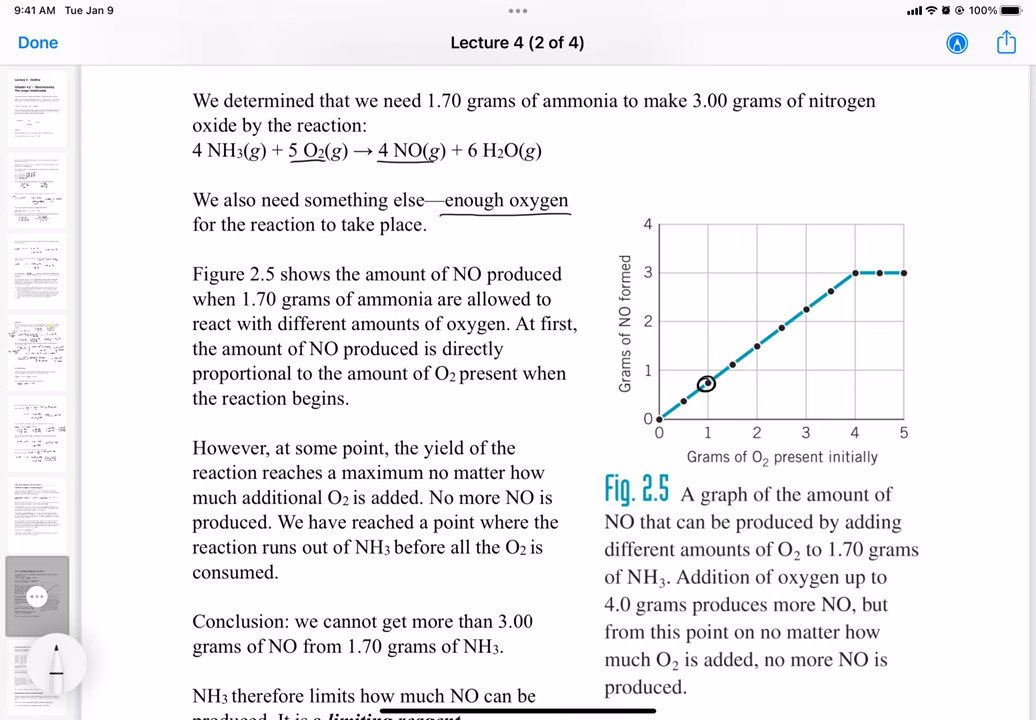 9:41 AM Tue Jan 9
100%
Done
Lecture 4 (2 of 4)
We determined that we need 1.70 grams of ammonia to make 3.00 grams of nitrogen
oxide by the reaction:
4 NH3(g) + 5 O2(g) → 4 NO(g) + 6 H2O(g)
We also need something else—enough oxygen
for the reaction to take place.
Figure 2.5 shows the amount of NO produced
when 1.70 grams of ammonia are allowed to
react with different amounts of oxygen. At first,
the amount of NO produced is directly
proportional to the amount of O2 present when
the reaction begins.
However, at some point, the yield of the
reaction reaches a maximum no matter how
much additional O2 is added. No more NO is
produced. We have reached a point where the
reaction runs out of NH3 before all the O2 is
consumed.
Conclusion: we cannot get more than 3.00
grams of NO from 1.70 grams of NH3.
NH3 therefore limits how much NO can be
produced. It is a limiting reagent
Grams of NO formed
4
3
2
1
0
0 1 2 3 4 5
Grams of O2 present initially
Fig. 2.5 A graph of the amount of
NO that can be produced by adding
different amounts of O2 to 1.70 grams
of NH3. Addition of oxygen up to
4.0 grams produces more NO, but
from this point on no matter how
much O2 is added, no more NO is
produced.